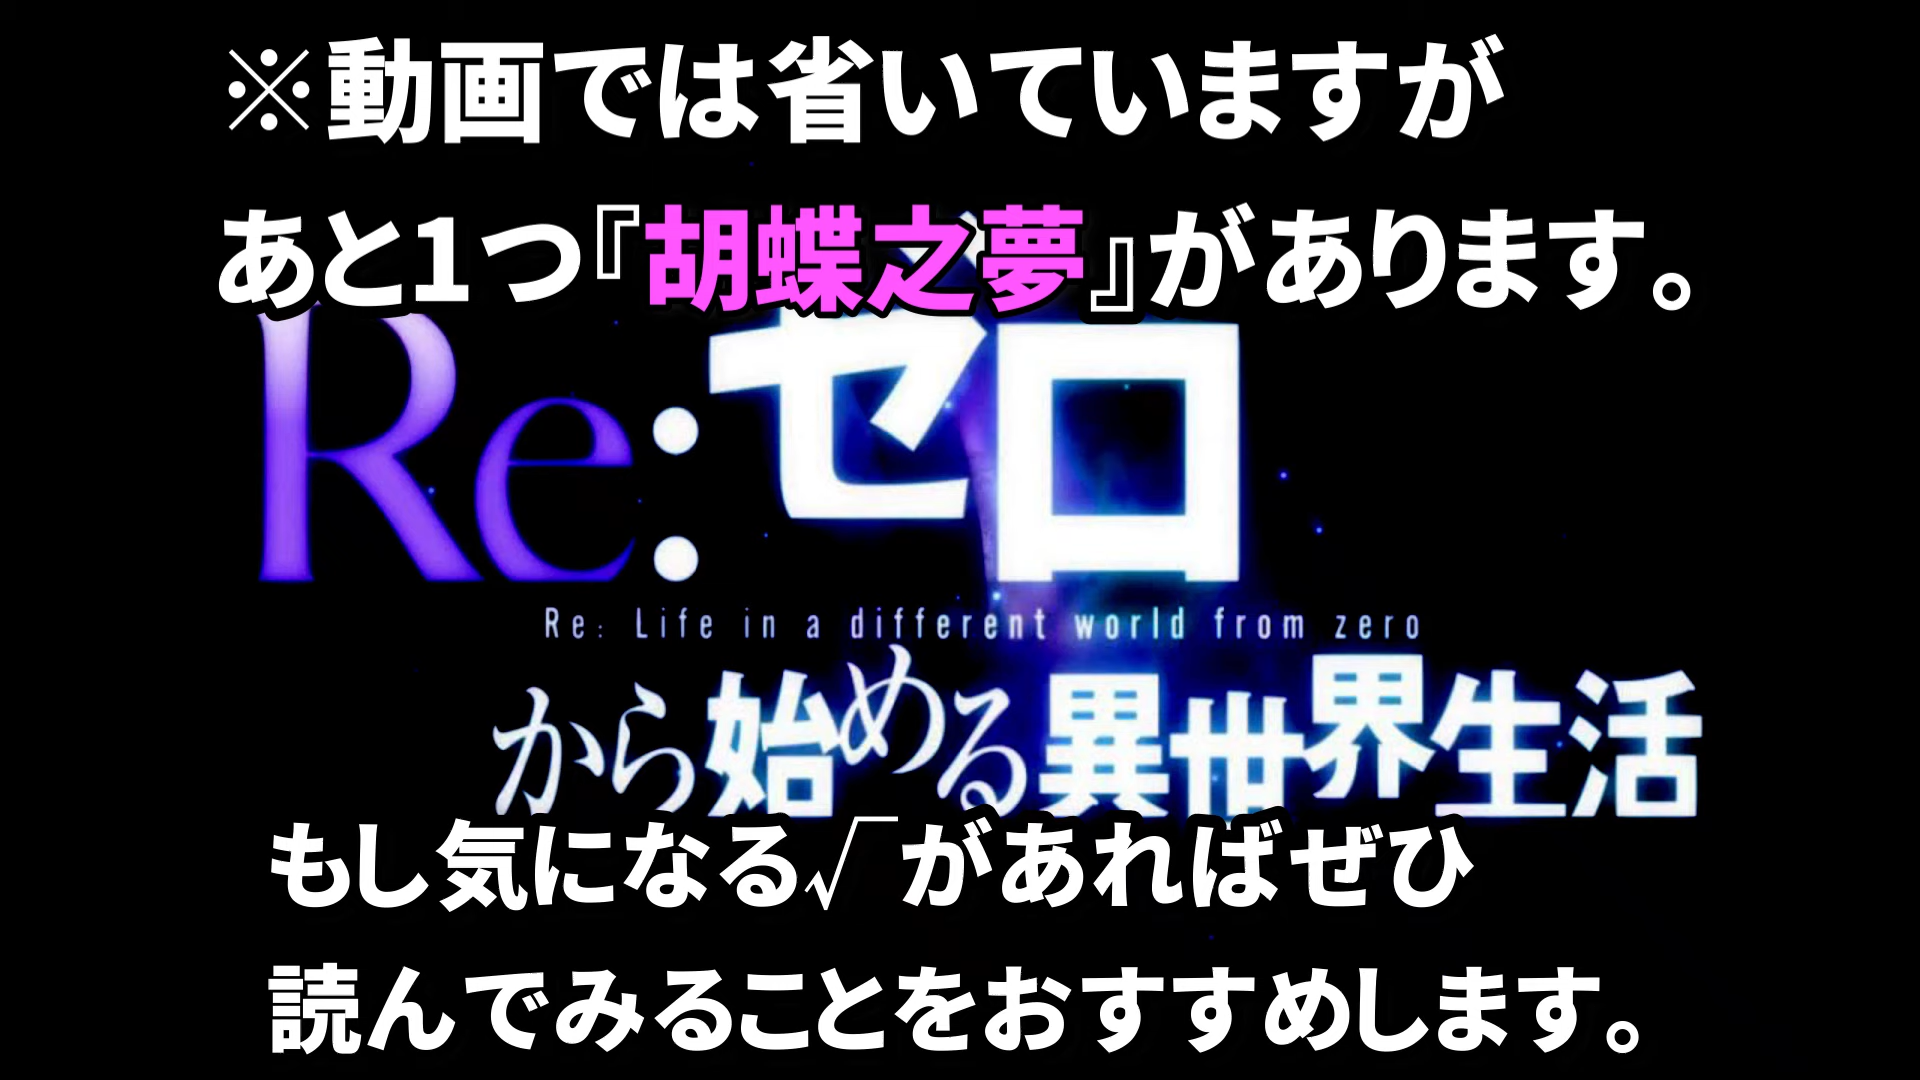 ※動画では省いていますが
あと1つ『胡蝶之夢』があります。
Re:ゼロ
Re: Life in a different world from zero
から始める異世界生活
もし気になる√があればぜひ
読んでみることをおすすめします。